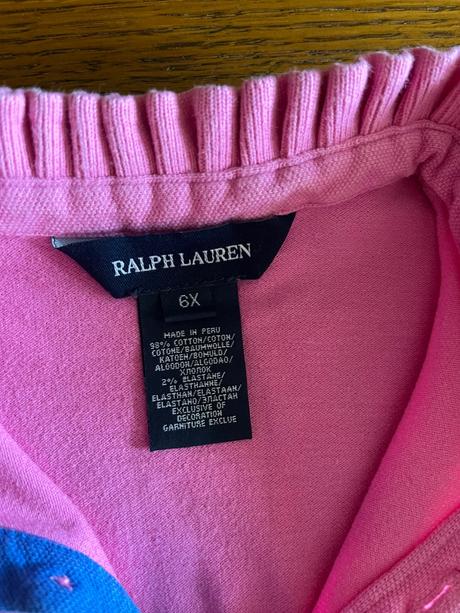 RALPH LAUREN
6X
MADE IN PERU
98% COTTON/COTON/
COTONE/BAUMWOLLE/
KATOEN/BOMULD/
ALGODON/ALGODAO/
ХЛОПОК
2% ELASTANE/
ELASTHANNE/
ELASTHAN/ELASTAAN/
ELASTANO/ЭЛАСТАН
EXCLUSIVE OF
DECORATION
GARNITURE EXCLUE